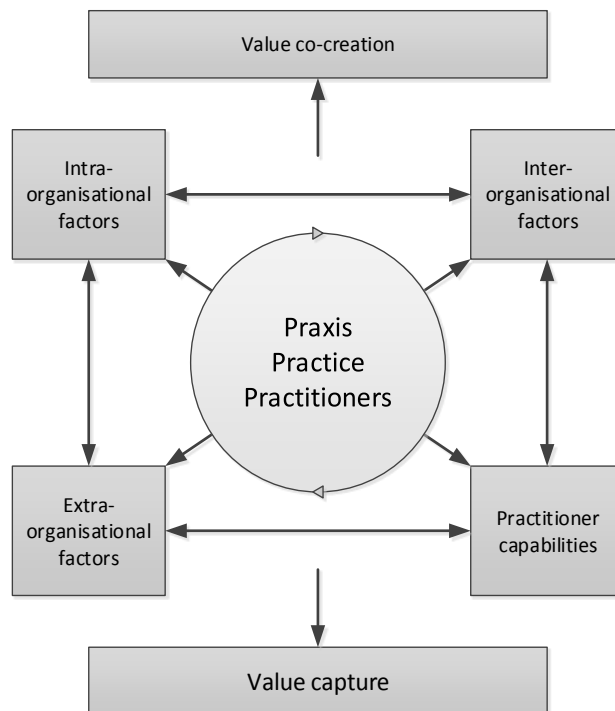 Value co-creation
Intra-
organisational
factors
Inter-
organisational
factors
Praxis
Practice
Practitioners
Extra-
organisational
factors
Practitioner
capabilities
Value capture